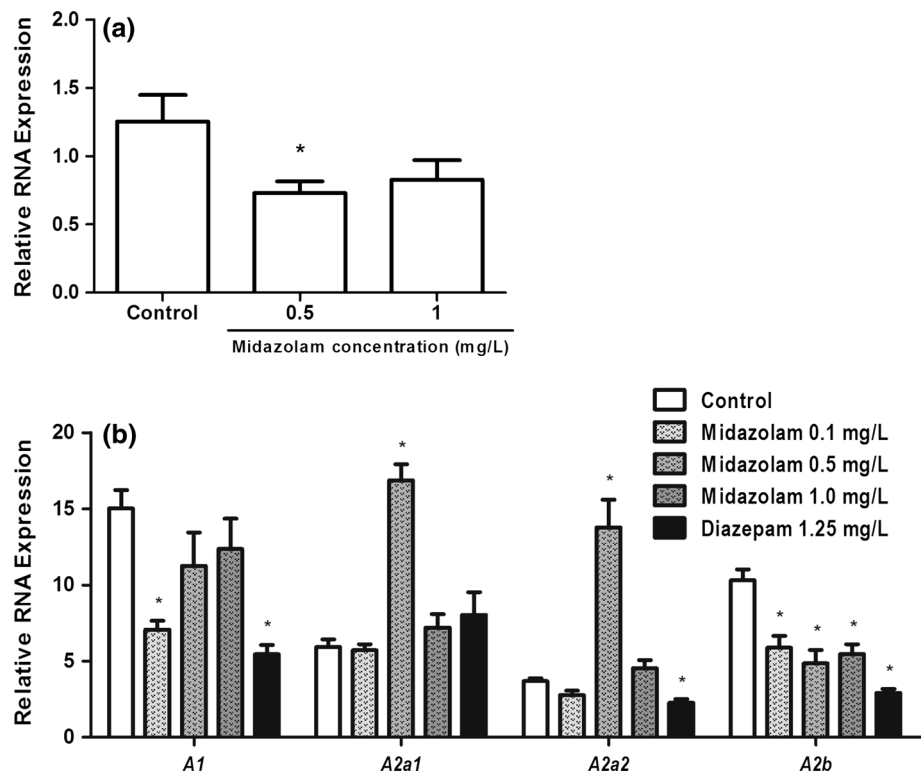 (a)
Relative RNA Expression
2.0
1.5
1.0
0.5
0.0
*
Control 0.5 1
Midazolam concentration (mg/L)
(b)
Relative RNA Expression
20
15
10
5
0
Control
Midazolam 0.1 mg/L
Midazolam 0.5 mg/L
Midazolam 1.0 mg/L
Diazepam 1.25 mg/L
* * * * * * * * *
A1 A2a1 A2a2 A2b